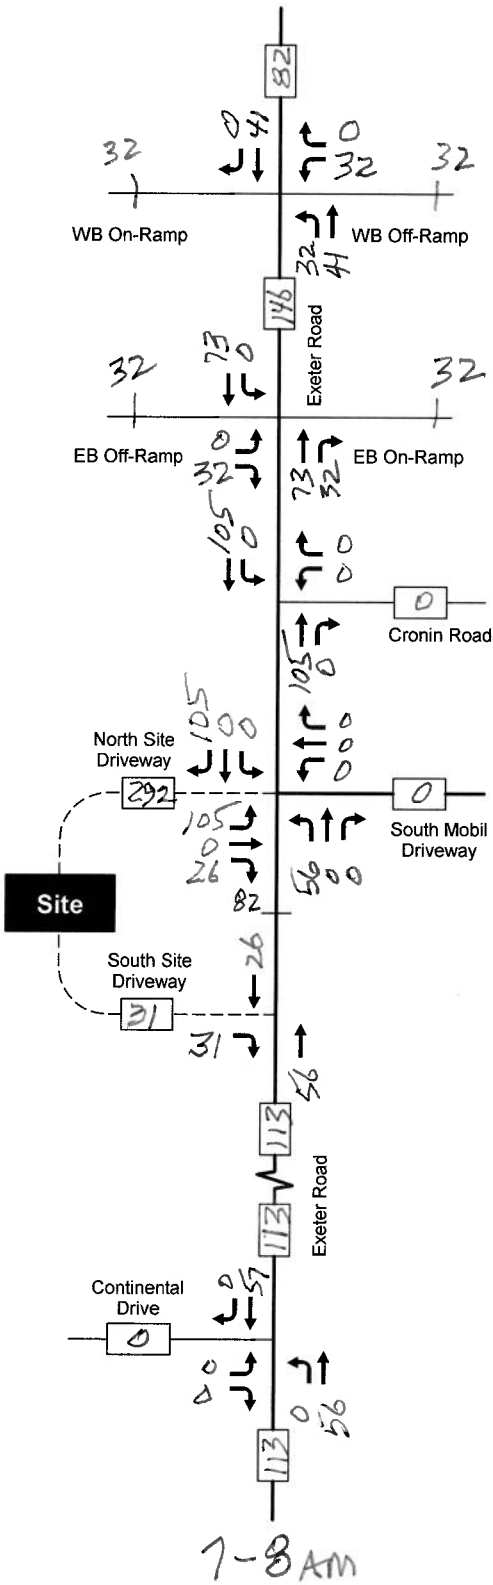 82
0 41 0
32 32 32
WB On-Ramp WB Off-Ramp
32 41
146
Exeter Road
73 0
32 32
EB Off-Ramp 0 EB On-Ramp
32 73 32
105 0 0
0
0
Cronin Road
105 0
105 0 0 0
0
0
North Site
Driveway
292
0
South Mobil
Driveway
105
0
26
56 0 0
82
Site
26
South Site
Driveway
31
31
56
113
113
Exeter Road
0 57
Continental
Drive
0
0
0
0 56
113
7-8 AM